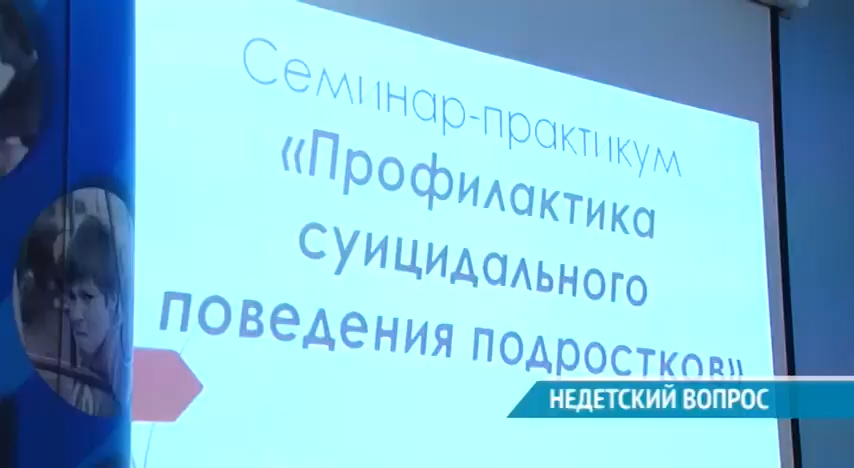 Семинар-практикум
«Профилактика
суицидального
поведения подростков»
НЕДЕТСКИЙ ВОПРОС